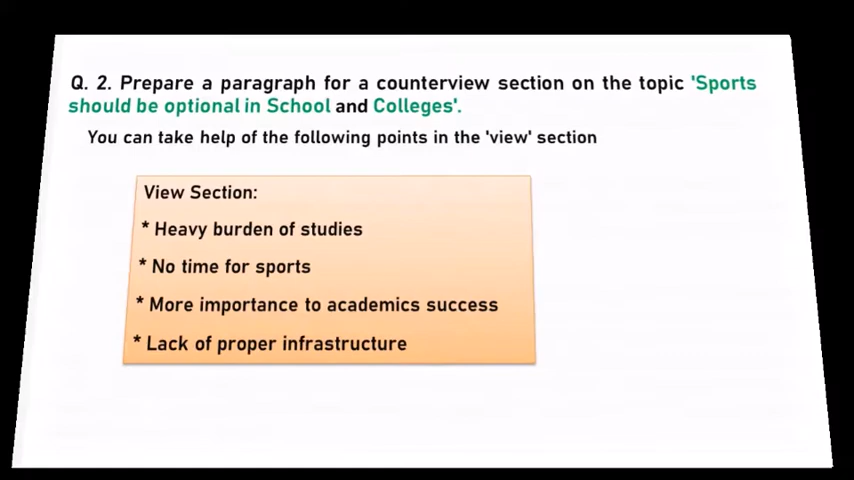 Q. 2. Prepare a paragraph for a counterview section on the topic 'Sports
should be optional in School and Colleges'.
You can take help of the following points in the 'view' section
View Section:
* Heavy burden of studies
* No time for sports
* More importance to academics success
* Lack of proper infrastructure